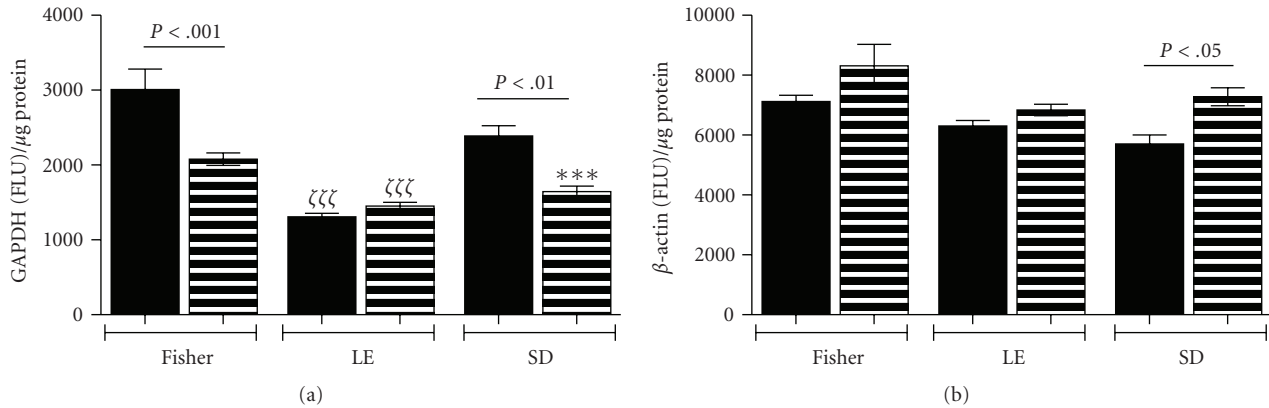 GAPDH (FLU)/μg protein
4000
3000
2000
1000
0
P < .001
ζζζ
ζζζ
P < .01
***
Fisher
LE
SD
(a)
β-actin (FLU)/μg protein
10000
8000
6000
4000
2000
0
P < .05
Fisher
LE
SD
(b)